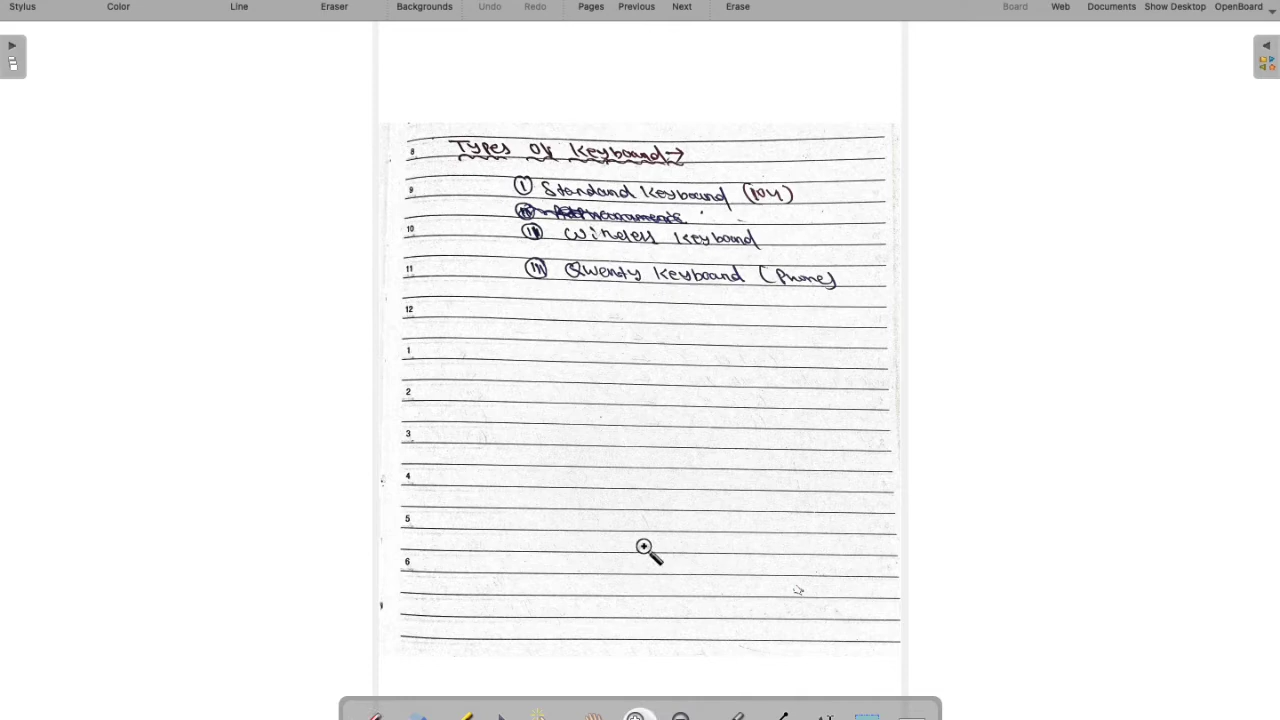 Stylus Color Line Eraser Backgrounds Undo Redo Pages Previous Next Erase Board Web Documents Show Desktop OpenBoard
8 Types of Keyboard→
9 (I) Standard Keyboard (104)
10 (II) Wireless Keyboard
11 (III) Qwerty Keyboard (Phone)
12
1
2
3
4
5
6